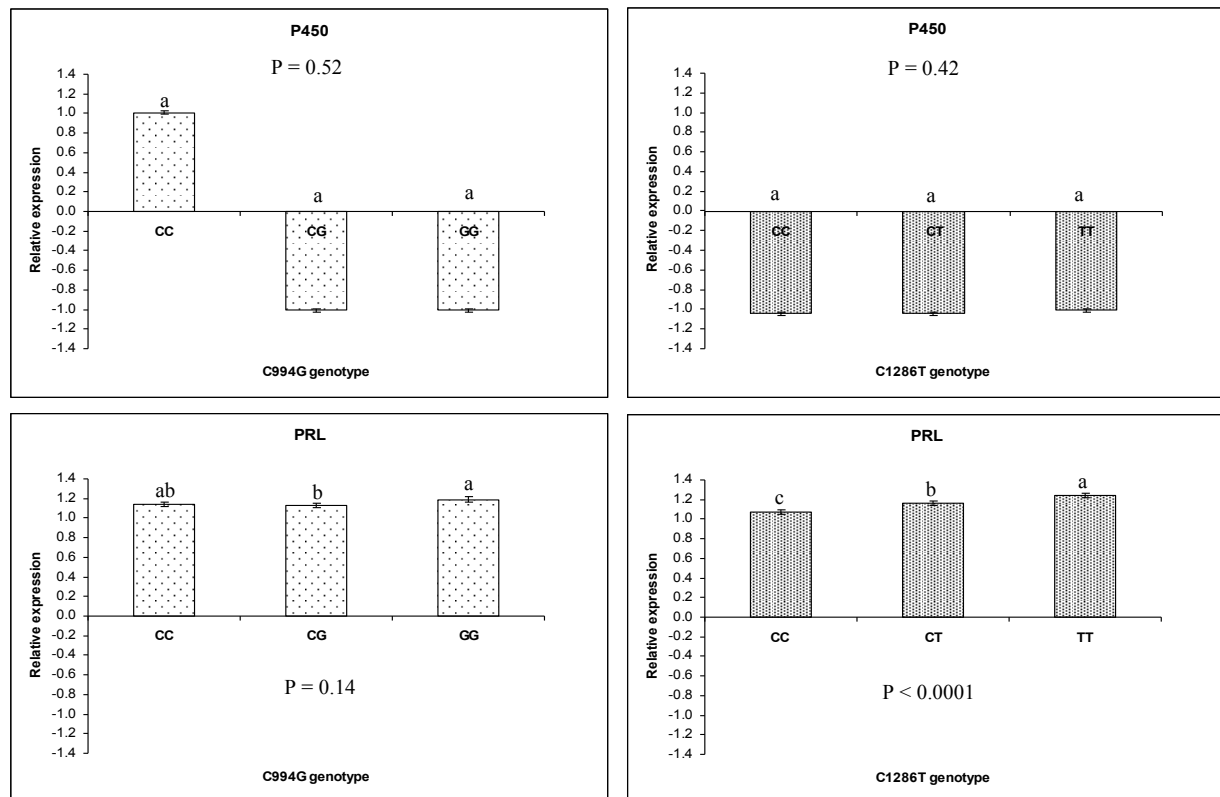 P450
P = 0.52
1.4
1.2
1.0
0.8
0.6
0.4
0.2
0.0
-0.2
-0.4
-0.6
-0.8
-1.0
-1.2
-1.4
Relative expression
a
a
a
CC
CG
GG
C994G genotype
P450
P = 0.42
1.4
1.2
1.0
0.8
0.6
0.4
0.2
0.0
-0.2
-0.4
-0.6
-0.8
-1.0
-1.2
-1.4
Relative expression
a
a
a
CC
CT
TT
C1286T genotype
PRL
1.4
1.2
1.0
0.8
0.6
0.4
0.2
0.0
-0.2
-0.4
-0.6
-0.8
-1.0
-1.2
-1.4
Relative expression
ab
b
a
CC
CG
GG
P = 0.14
C994G genotype
PRL
1.4
1.2
1.0
0.8
0.6
0.4
0.2
0.0
-0.2
-0.4
-0.6
-0.8
-1.0
-1.2
-1.4
Relative expression
c
b
a
CC
CT
TT
P < 0.0001
C1286T genotype